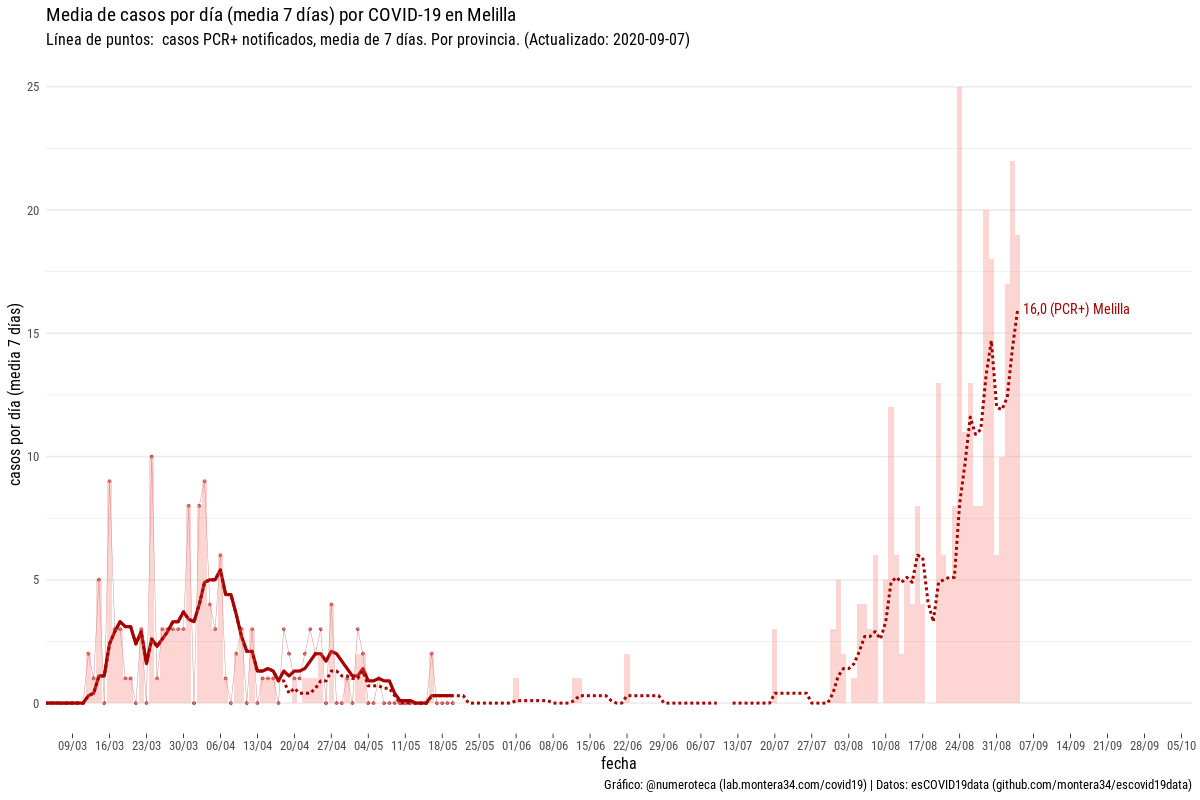 Media de casos por día (media 7 días) por COVID-19 en Melilla
Línea de puntos:  casos PCR+ notificados, media de 7 días. Por provincia. (Actualizado: 2020-09-07)
casos por día (media 7 días)
25
20
15
10
5
0
16,0 (PCR+) Melilla
09/03 16/03 23/03 30/03 06/04 13/04 20/04 27/04 04/05 11/05 18/05 25/05 01/06 08/06 15/06 22/06 29/06 06/07 13/07 20/07 27/07 03/08 10/08 17/08 24/08 31/08 07/09 14/09 21/09 28/09 05/10
fecha
Gráfico: @numeroteca (lab.montera34.com/covid19) | Datos: esCOVID19data (github.com/montera34/escovid19data)